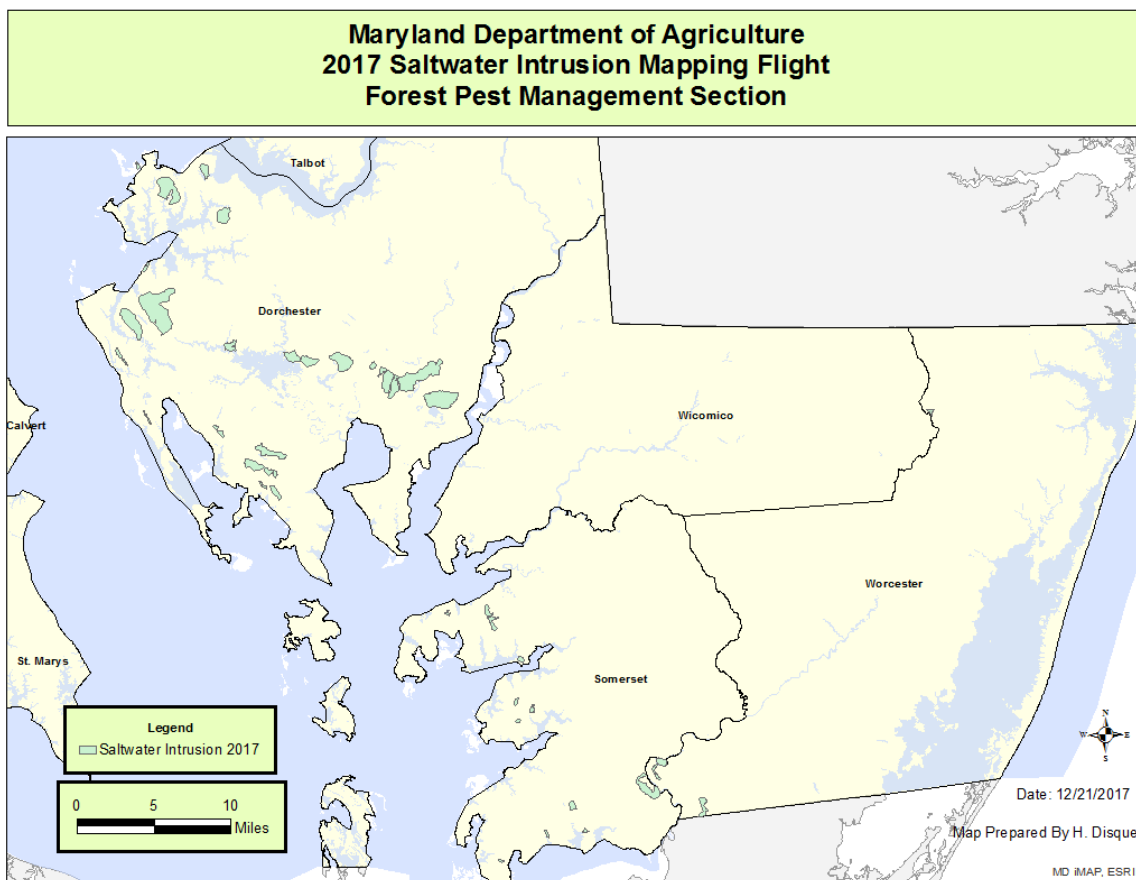 Maryland Department of Agriculture
2017 Saltwater Intrusion Mapping Flight
Forest Pest Management Section
Talbot
Dorchester
Calvert
Wicomico
Worcester
St. Marys
Somerset
Legend
Saltwater Intrusion 2017
0 5 10
Miles
N
W E
S
Date: 12/21/2017
Map Prepared By H. Disque
MD iMAP, ESRI